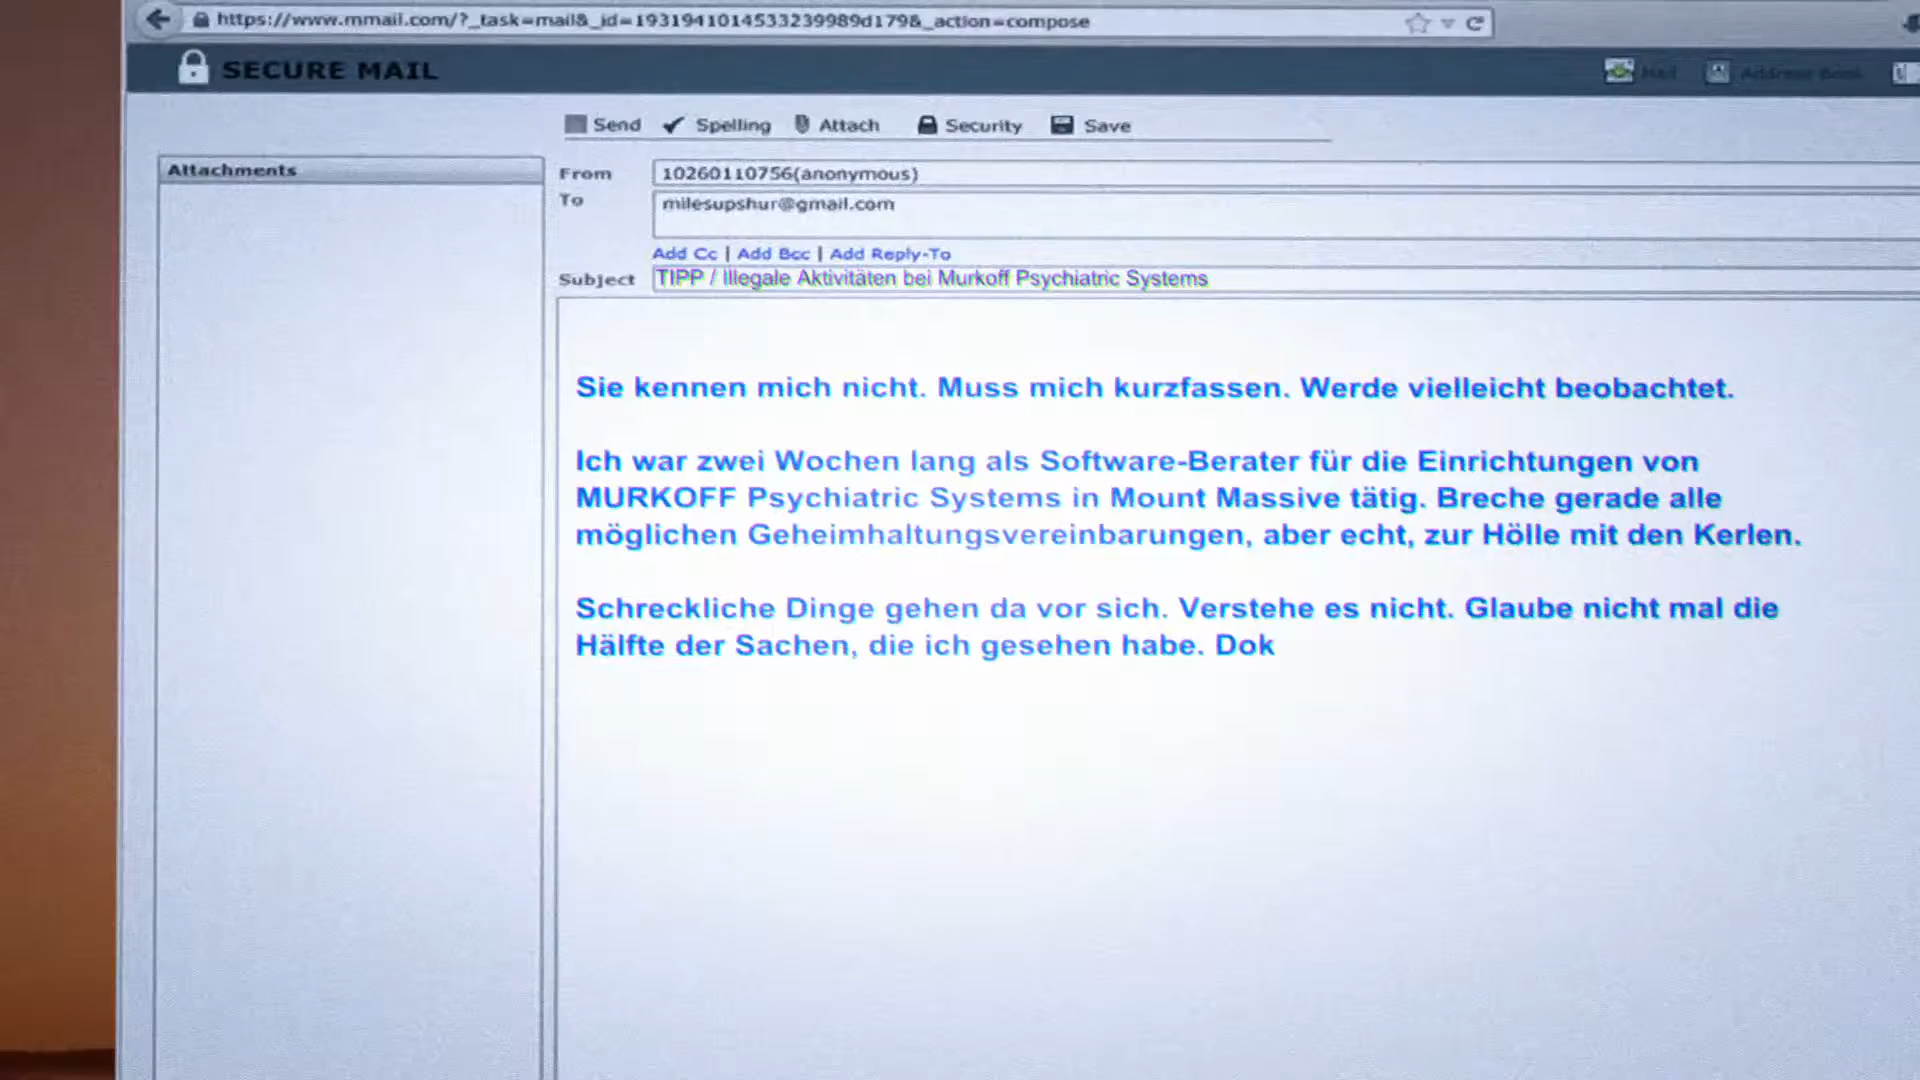 https://www.mmail.com/?_task=mail&_id=1931941014533239989d179&_action=compose
SECURE MAIL
Address Book
Send Spelling Attach Security Save
Attachments
From 10260110756(anonymous)
To milesupshur@gmail.com
Add Cc | Add Bcc | Add Reply-To
Subject TIPP / Illegale Aktivitäten bei Murkoff Psychiatric Systems
Sie kennen mich nicht. Muss mich kurzfassen. Werde vielleicht beobachtet.
Ich war zwei Wochen lang als Software-Berater für die Einrichtungen von
MURKOFF Psychiatric Systems in Mount Massive tätig. Breche gerade alle
möglichen Geheimhaltungsvereinbarungen, aber echt, zur Hölle mit den Kerlen.
Schreckliche Dinge gehen da vor sich. Verstehe es nicht. Glaube nicht mal die
Hälfte der Sachen, die ich gesehen habe. Dok